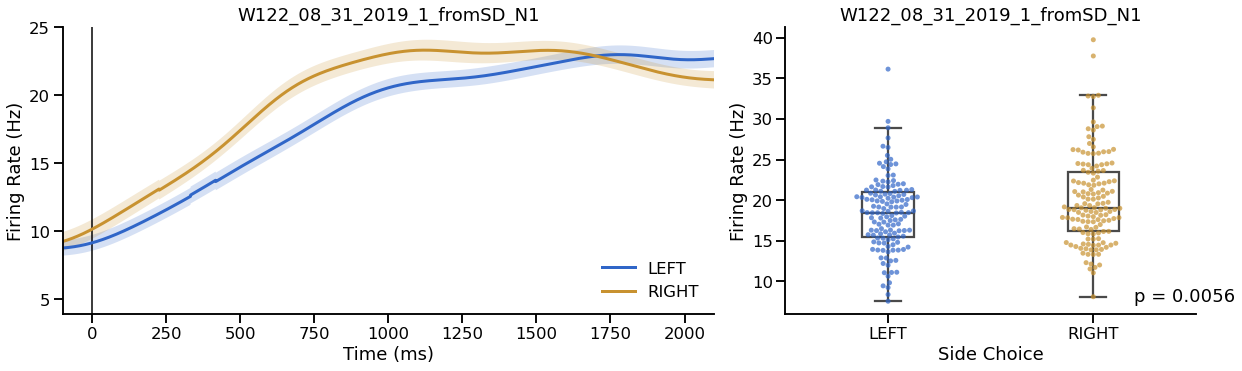 W122_08_31_2019_1_fromSD_N1
Firing Rate (Hz)
25
20
15
10
5
LEFT
RIGHT
0
250
500
750
1000
1250
1500
1750
2000
Time (ms)
W122_08_31_2019_1_fromSD_N1
Firing Rate (Hz)
40
35
30
25
20
15
10
p = 0.0056
LEFT
RIGHT
Side Choice